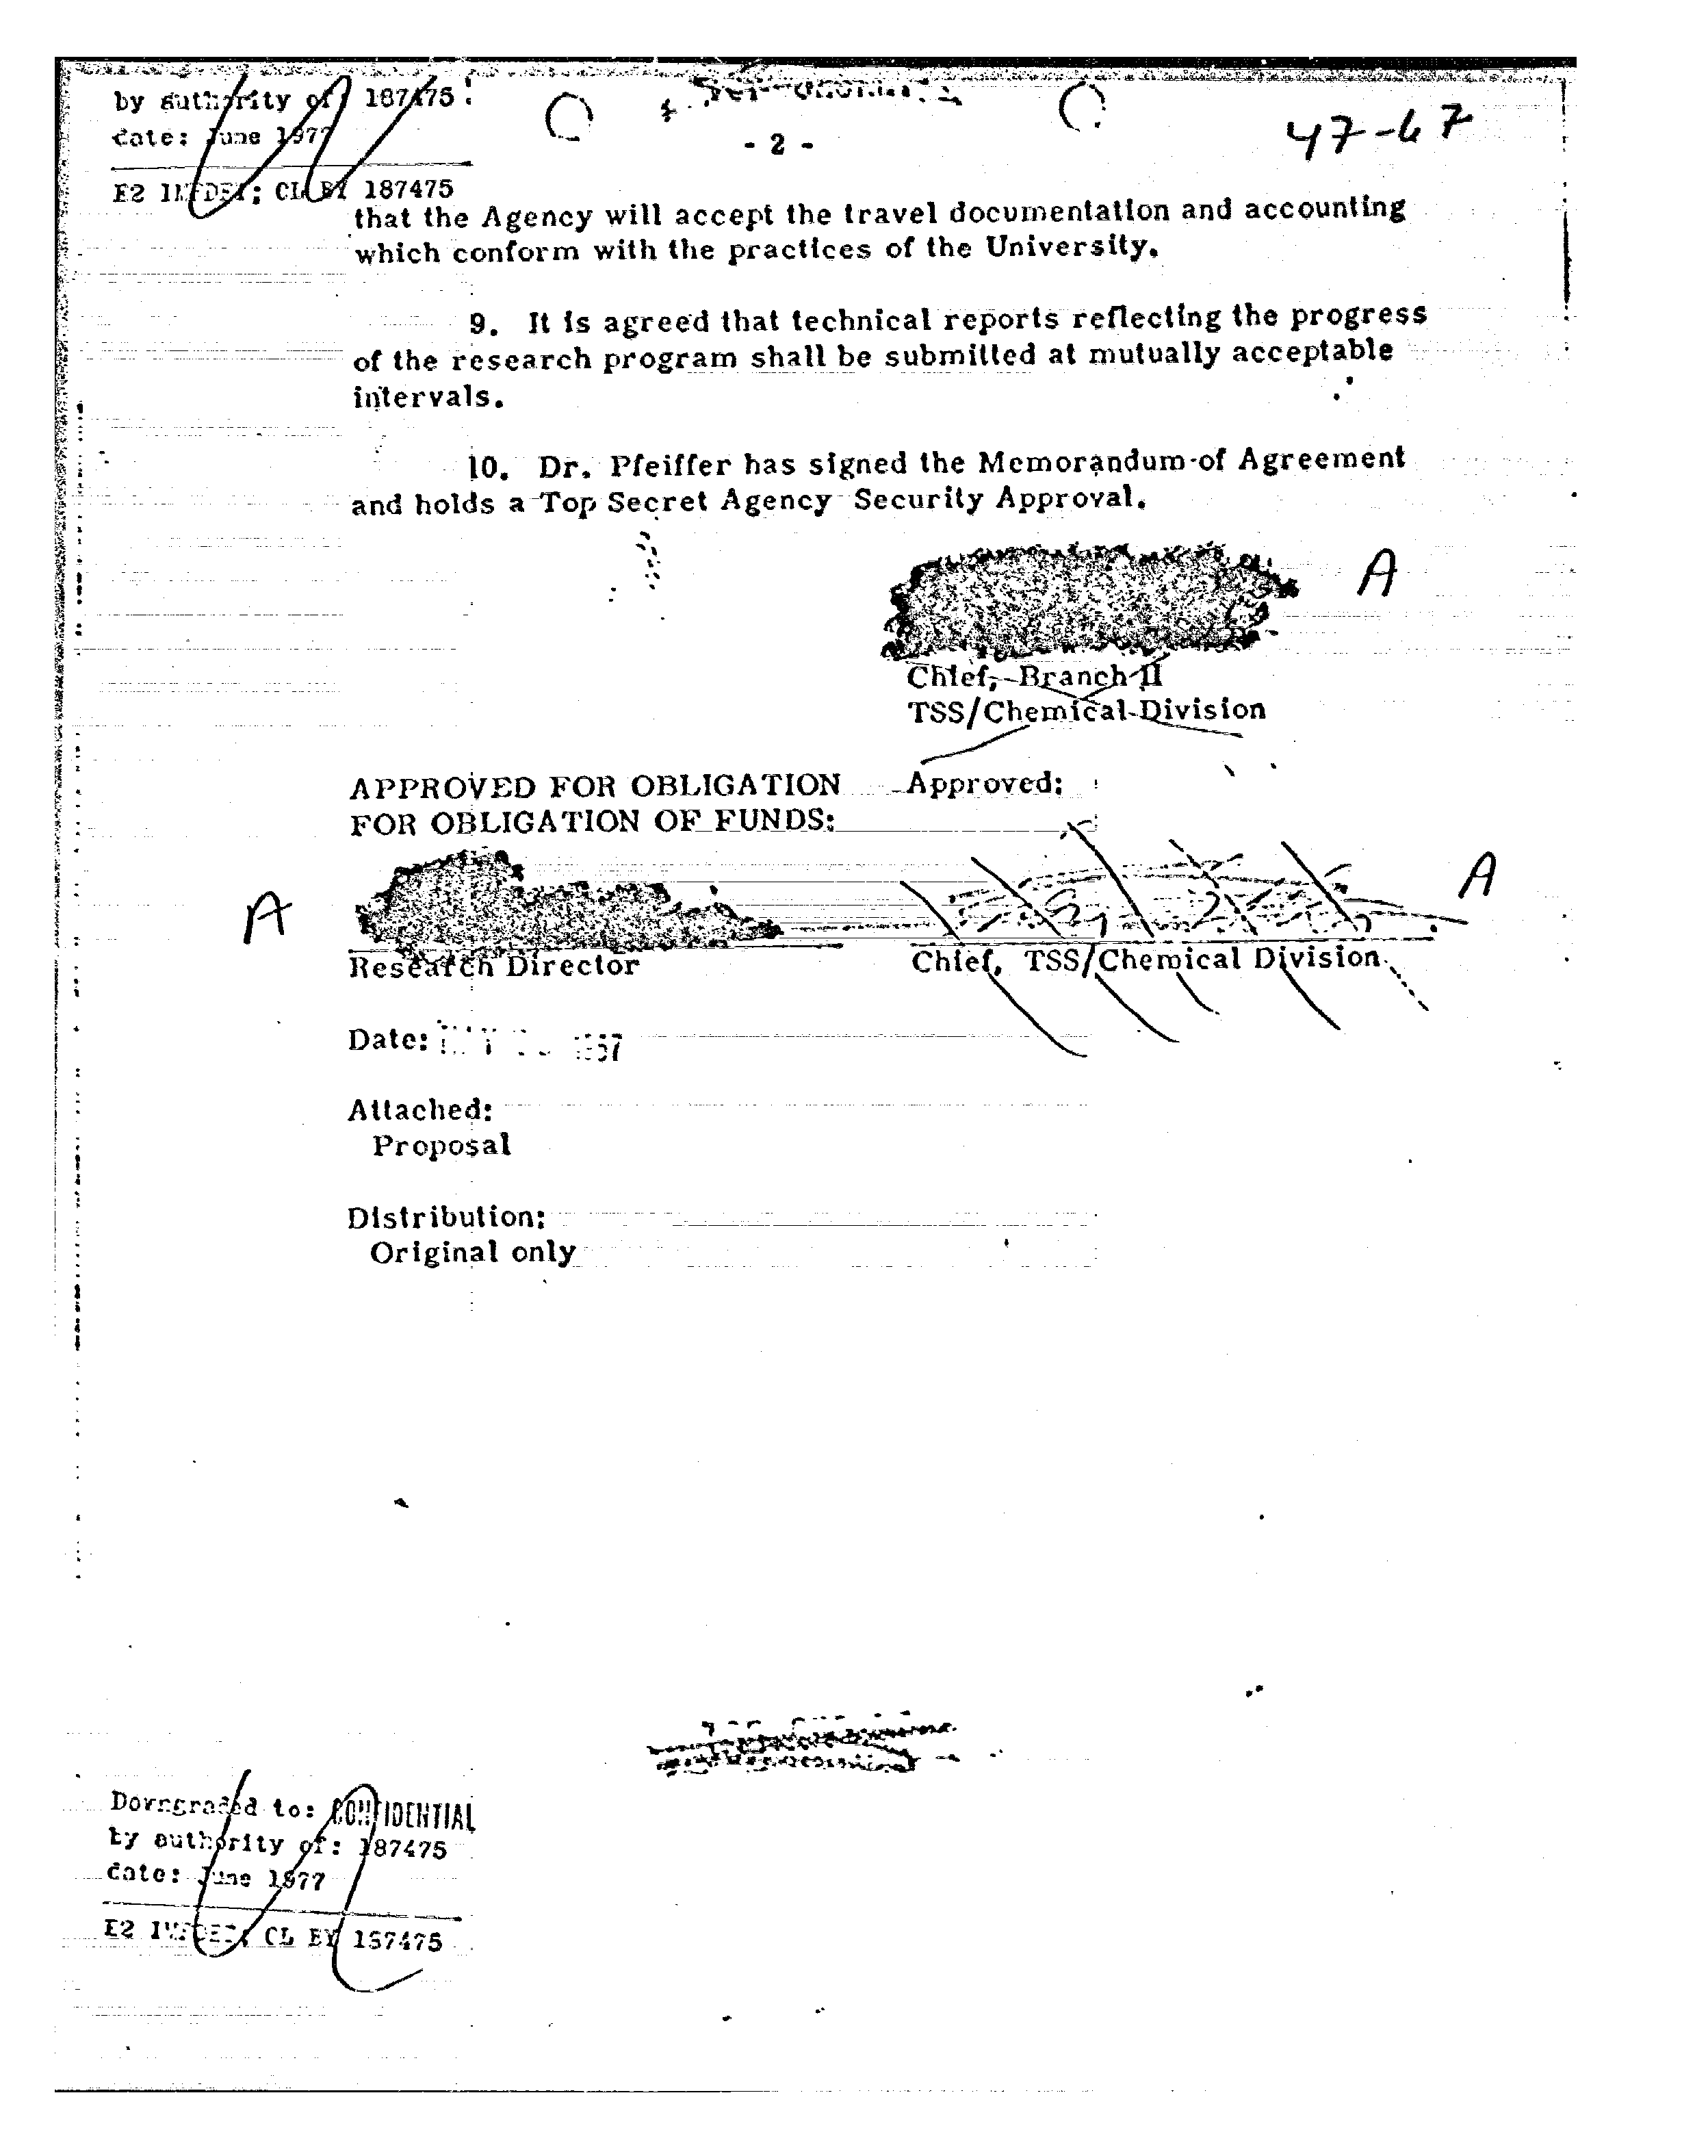 by authority of 187475
date: June 1977
- 2 -
47-67
E2 IMPDET; CL BY 187475
that the Agency will accept the travel documentation and accounting
which conform with the practices of the University.
9. It is agreed that technical reports reflecting the progress
of the research program shall be submitted at mutually acceptable
intervals.
10. Dr. Pfeiffer has signed the Memorandum of Agreement
and holds a Top Secret Agency Security Approval.
A
Chief, Branch II
TSS/Chemical Division
APPROVED FOR OBLIGATION Approved:
FOR OBLIGATION OF FUNDS:
A
A
Research Director Chief, TSS/Chemical Division
Date:
Attached:
Proposal
Distribution:
Original only
Downgraded to: CONFIDENTIAL
by authority of: 187475
date: June 1977
E2 IMPDET; CL BY 187475